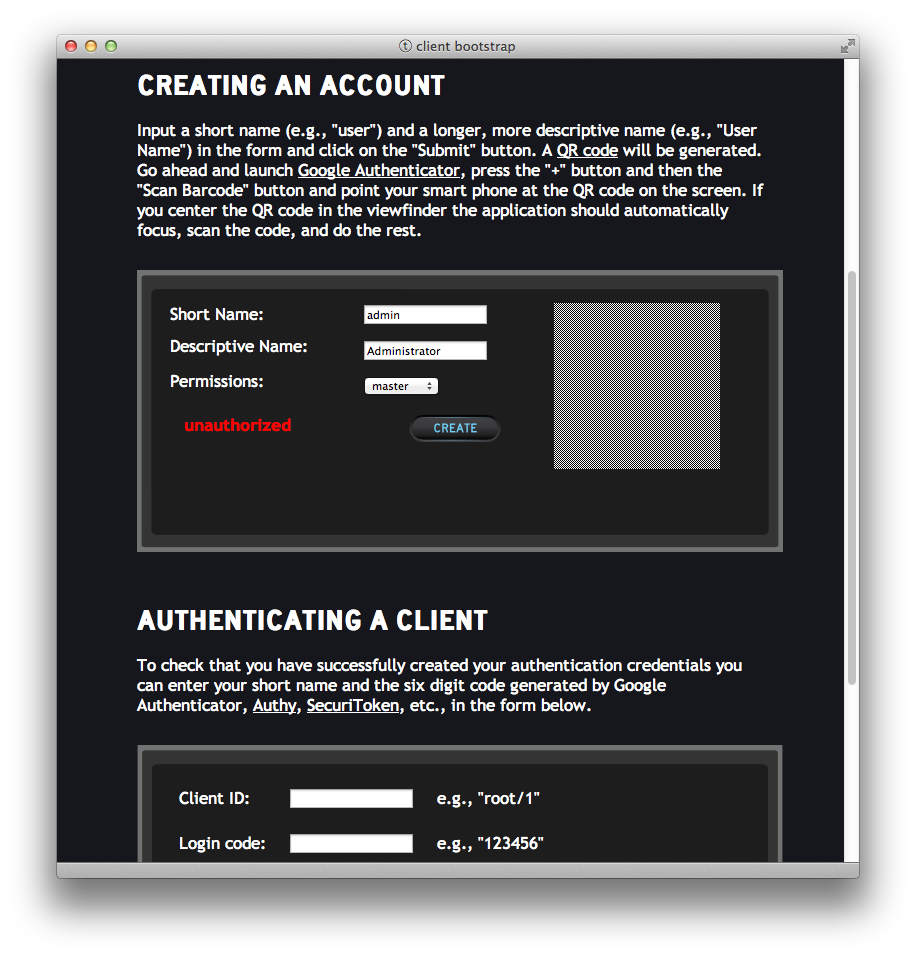 client bootstrap
CREATING AN ACCOUNT
Input a short name (e.g., "user") and a longer, more descriptive name (e.g., "User
Name") in the form and click on the "Submit" button. A QR code will be generated.
Go ahead and launch Google Authenticator, press the "+" button and then the
"Scan Barcode" button and point your smart phone at the QR code on the screen. If
you center the QR code in the viewfinder the application should automatically
focus, scan the code, and do the rest.
Short Name: admin
Descriptive Name: Administrator
Permissions: master
unauthorized CREATE
AUTHENTICATING A CLIENT
To check that you have successfully created your authentication credentials you
can enter your short name and the six digit code generated by Google
Authenticator, Authy, SecuriToken, etc., in the form below.
Client ID: e.g., "root/1"
Login code: e.g., "123456"